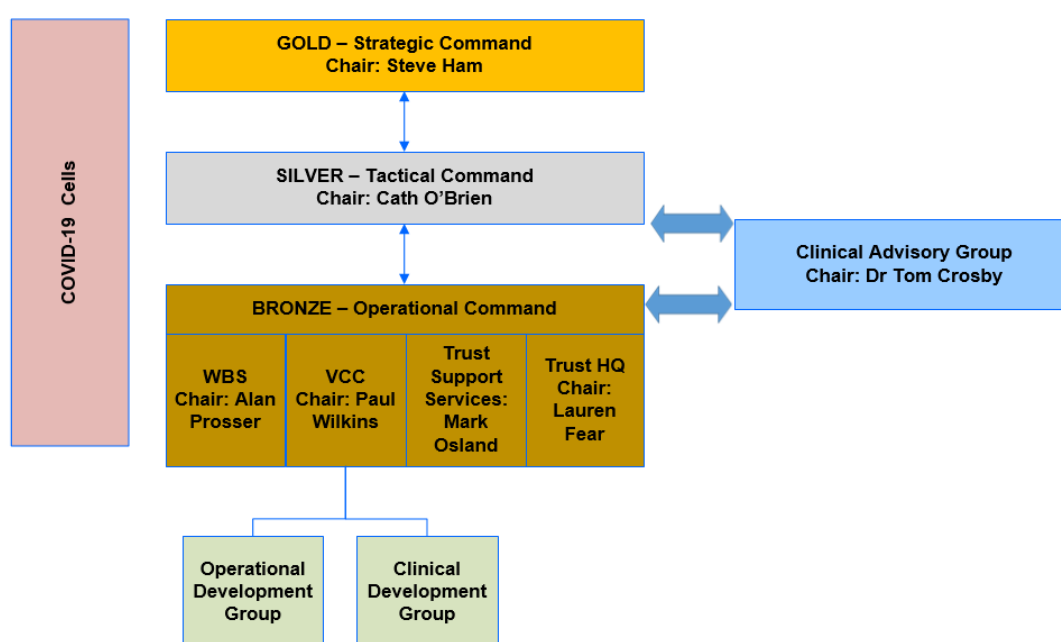 COVID-19 Cells
GOLD – Strategic Command
Chair: Steve Ham
SILVER – Tactical Command
Chair: Cath O’Brien
Clinical Advisory Group
Chair: Dr Tom Crosby
BRONZE – Operational Command
WBS
Chair: Alan
Prosser
VCC
Chair: Paul
Wilkins
Trust
Support
Services:
Mark
Osland
Trust HQ
Chair:
Lauren
Fear
Operational
Development
Group
Clinical
Development
Group